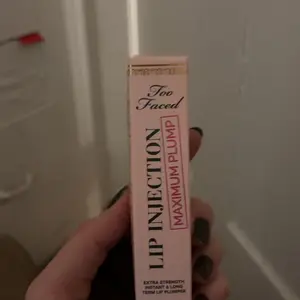 Too
Faced
LIP INJECTION
MAXIMUM PLUMP
EXTRA STRENGTH
INSTANT & LONG
TERM LIP PLUMPER